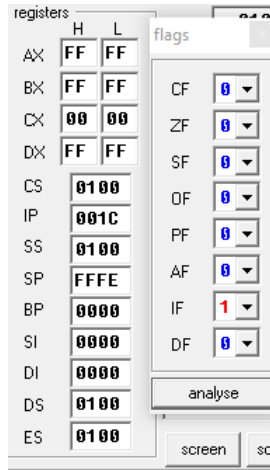 registers
H L
AX FF FF
BX FF FF
CX 00 00
DX FF FF
CS 0100
IP 001C
SS 0100
SP FFFE
BP 0000
SI 0000
DI 0000
DS 0100
ES 0100
flags
CF 0
ZF 0
SF 0
OF 0
PF 0
AF 0
IF 1
DF 0
analyse
screen